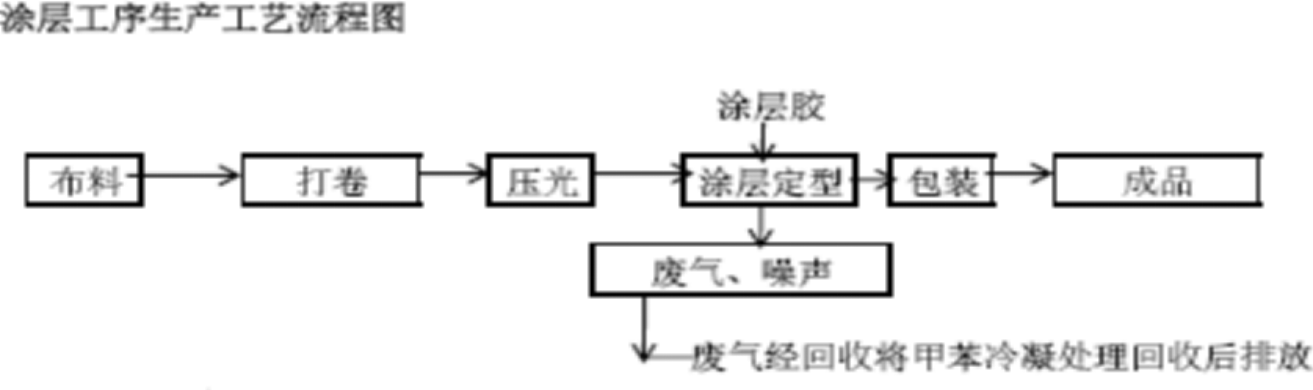 涂层工序生产工艺流程图
涂层胶
布料 打卷 压光 涂层定型 包装 成品
废气、噪声
废气经回收将甲苯冷凝处理回收后排放